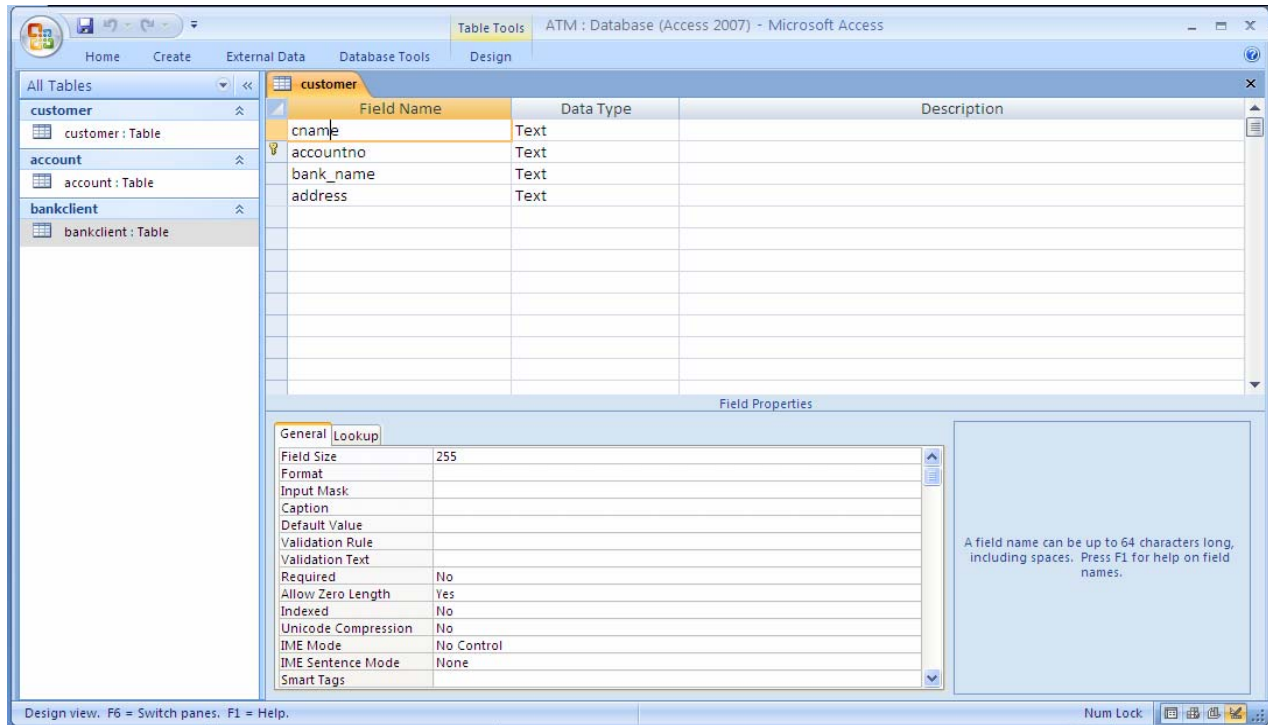 Table Tools ATM : Database (Access 2007) - Microsoft Access
Home Create External Data Database Tools Design
All Tables
customer
customer : Table
account
account : Table
bankclient
bankclient : Table
customer
Field Name Data Type Description
cname Text
accountno Text
bank_name Text
address Text
Field Properties
General Lookup
Field Size 255
Format
Input Mask
Caption
Default Value
Validation Rule
Validation Text
Required No
Allow Zero Length Yes
Indexed No
Unicode Compression No
IME Mode No Control
IME Sentence Mode None
Smart Tags
A field name can be up to 64 characters long,
including spaces. Press F1 for help on field
names.
Design view. F6 = Switch panes. F1 = Help. Num Lock